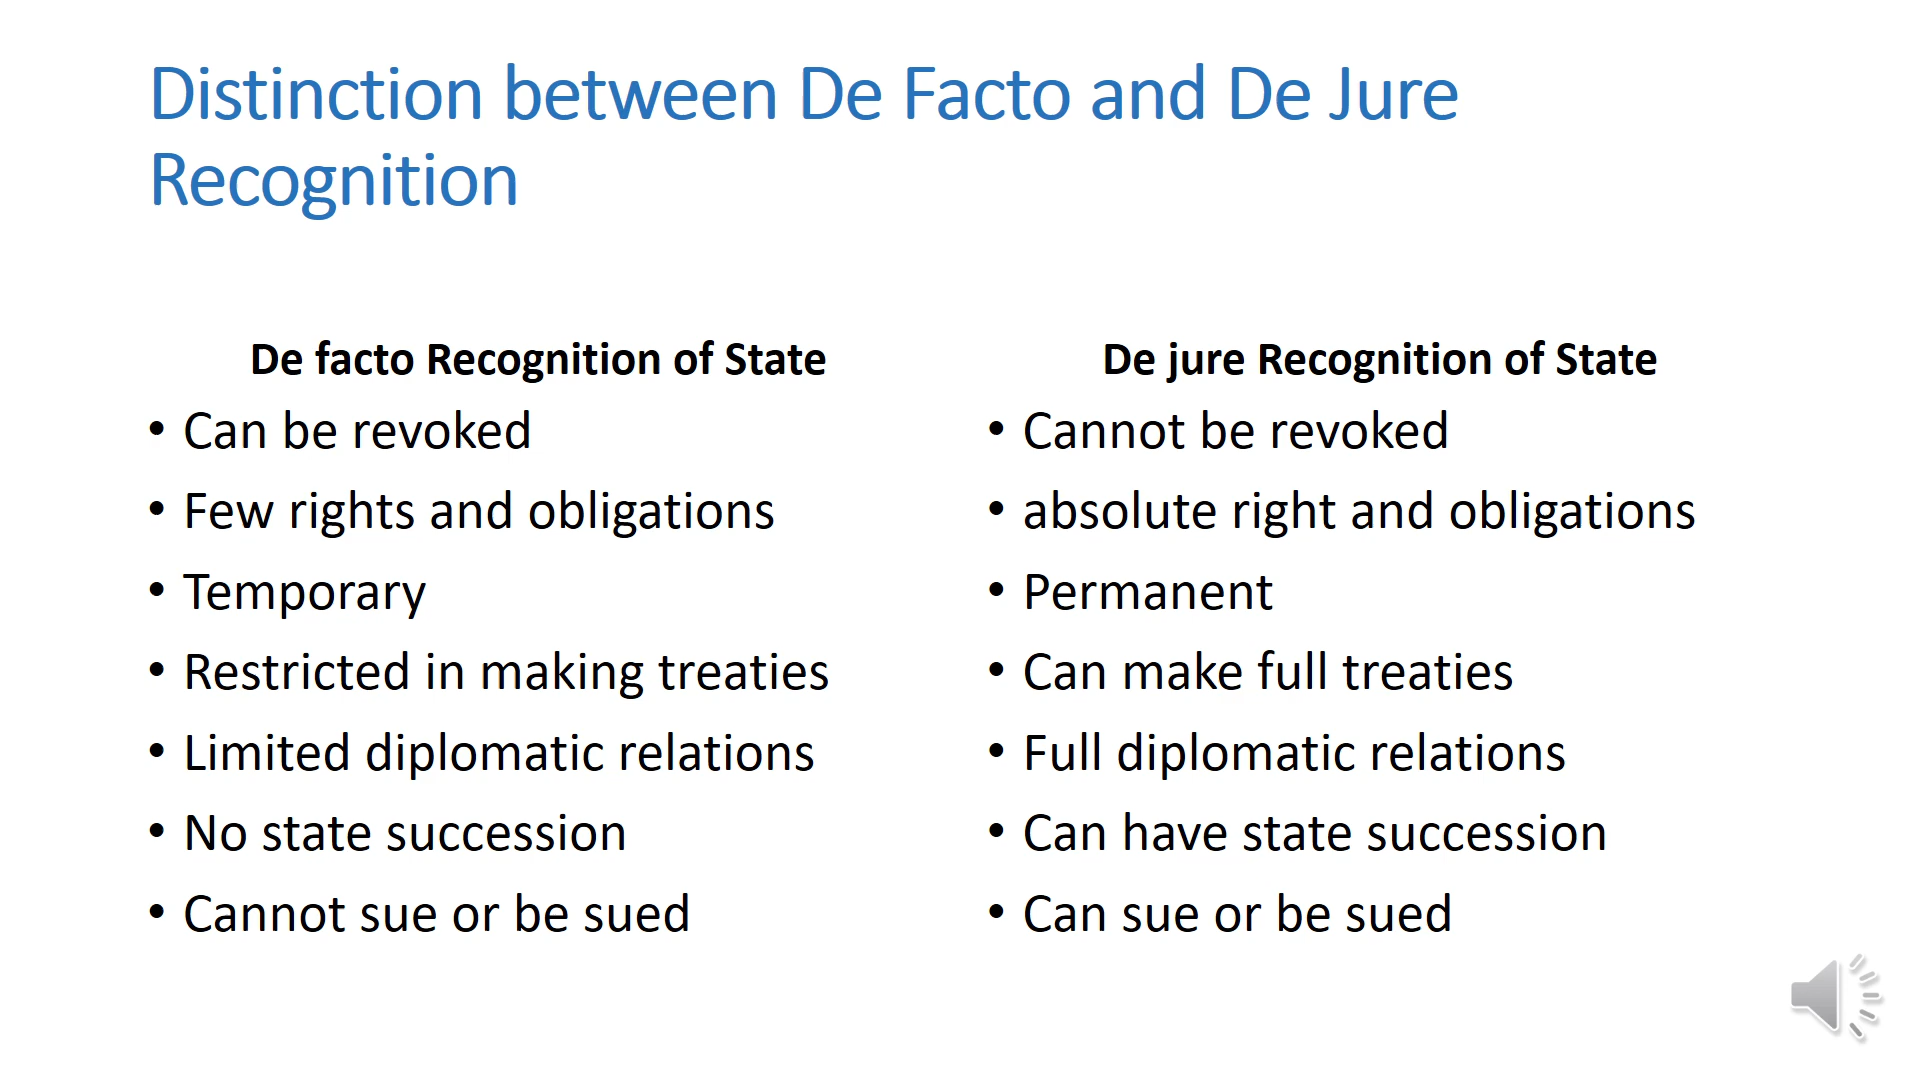 Distinction between De Facto and De Jure
Recognition
De facto Recognition of State
• Can be revoked
• Few rights and obligations
• Temporary
• Restricted in making treaties
• Limited diplomatic relations
• No state succession
• Cannot sue or be sued
De jure Recognition of State
• Cannot be revoked
• absolute right and obligations
• Permanent
• Can make full treaties
• Full diplomatic relations
• Can have state succession
• Can sue or be sued